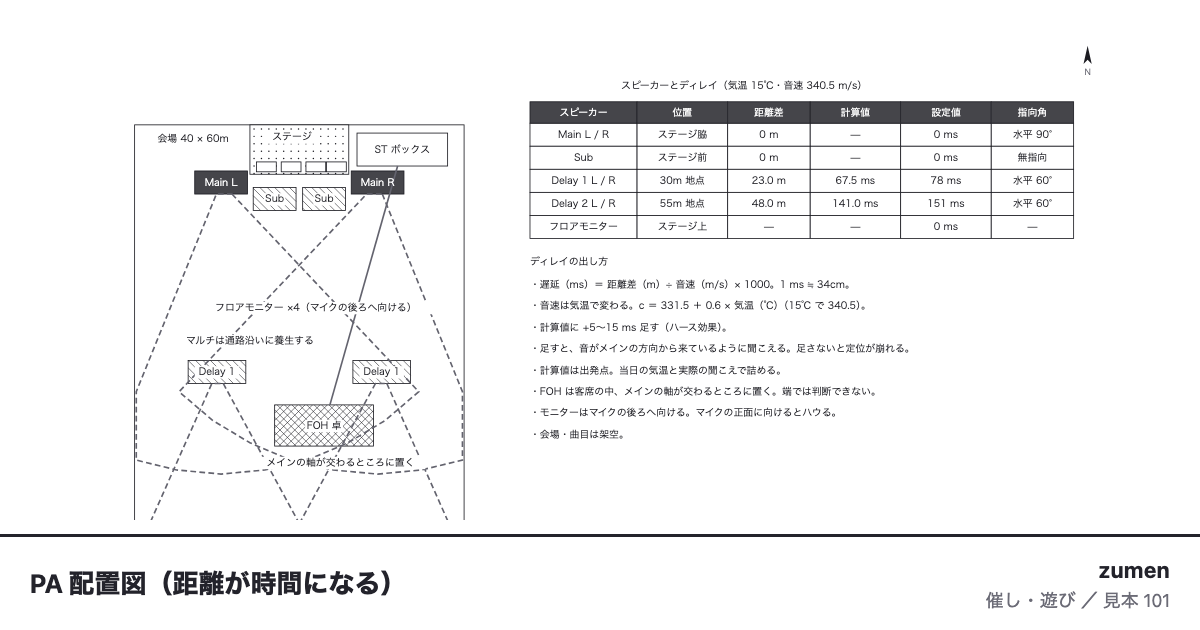 N
会場 40 × 60m
ステージ
ST ボックス
Main L
Main R
Sub
Sub
フロアモニター ×4（マイクの後ろへ向ける）
マルチは通路沿いに養生する
Delay 1
Delay 1
FOH 卓
メインの軸が交わるところに置く
スピーカーとディレイ（気温 15℃・音速 340.5 m/s）
スピーカー 位置 距離差 計算値 設定値 指向角
Main L / R ステージ脇 0 m — 0 ms 水平 90°
Sub ステージ前 0 m — 0 ms 無指向
Delay 1 L / R 30m 地点 23.0 m 67.5 ms 78 ms 水平 60°
Delay 2 L / R 55m 地点 48.0 m 141.0 ms 151 ms 水平 60°
フロアモニター ステージ上 — — 0 ms —
ディレイの出し方
・遅延（ms）＝ 距離差（m）÷ 音速（m/s）× 1000。1 ms ≒ 34cm。
・音速は気温で変わる。c ＝ 331.5 ＋ 0.6 × 気温（℃）（15℃ で 340.5）。
・計算値に +5〜15 ms 足す（ハース効果）。
・足すと、音がメインの方向から来ているように聞こえる。足さないと定位が崩れる。
・計算値は出発点。当日の気温と実際の聞こえで詰める。
・FOH は客席の中、メインの軸が交わるところに置く。端では判断できない。
・モニターはマイクの後ろへ向ける。マイクの正面に向けるとハウる。
・会場・曲目は架空。
PA 配置図（距離が時間になる）
zumen
催し・遊び ／ 見本 101